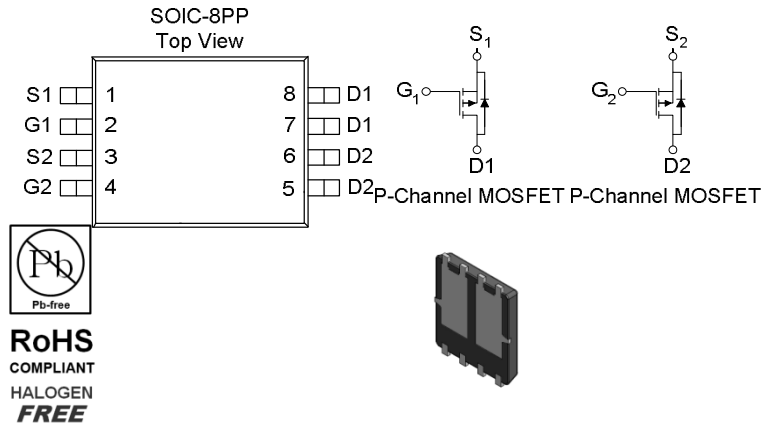 SOIC-8PP
Top View
S1 1 8 D1
G1 2 7 D1
S2 3 6 D2
G2 4 5 D2
S1
G1
D1
P-Channel MOSFET
S2
G2
D2
P-Channel MOSFET
Pb
Pb-free
RoHS
COMPLIANT
HALOGEN
FREE